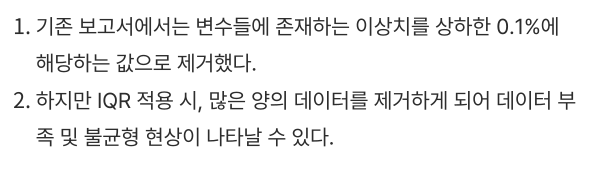 1. 기존 보고서에서는 변수들에 존재하는 이상치를 상하한 0.1%에
해당하는 값으로 제거했다.
2. 하지만 IQR 적용 시, 많은 양의 데이터를 제거하게 되어 데이터 부
족 및 불균형 현상이 나타날 수 있다.